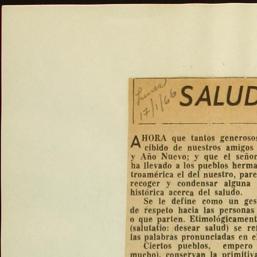 Lunes
17/1/66
SALUD
AHORA que tantos generosos
cibido de nuestros amigos
y Año Nuevo; y que el señor
ha llevado a los pueblos herma
troamérica el del nuestro, pare
recoger y condensar alguna
histórica acerca del saludo.
Se le define como un ges
de respeto hacia las personas
o que parten. Etimológicament
(salutatio: desear salud) se re
las palabras pronunciadas en e
Ciertos pueblos, empero
mucho), conservan la primitiva